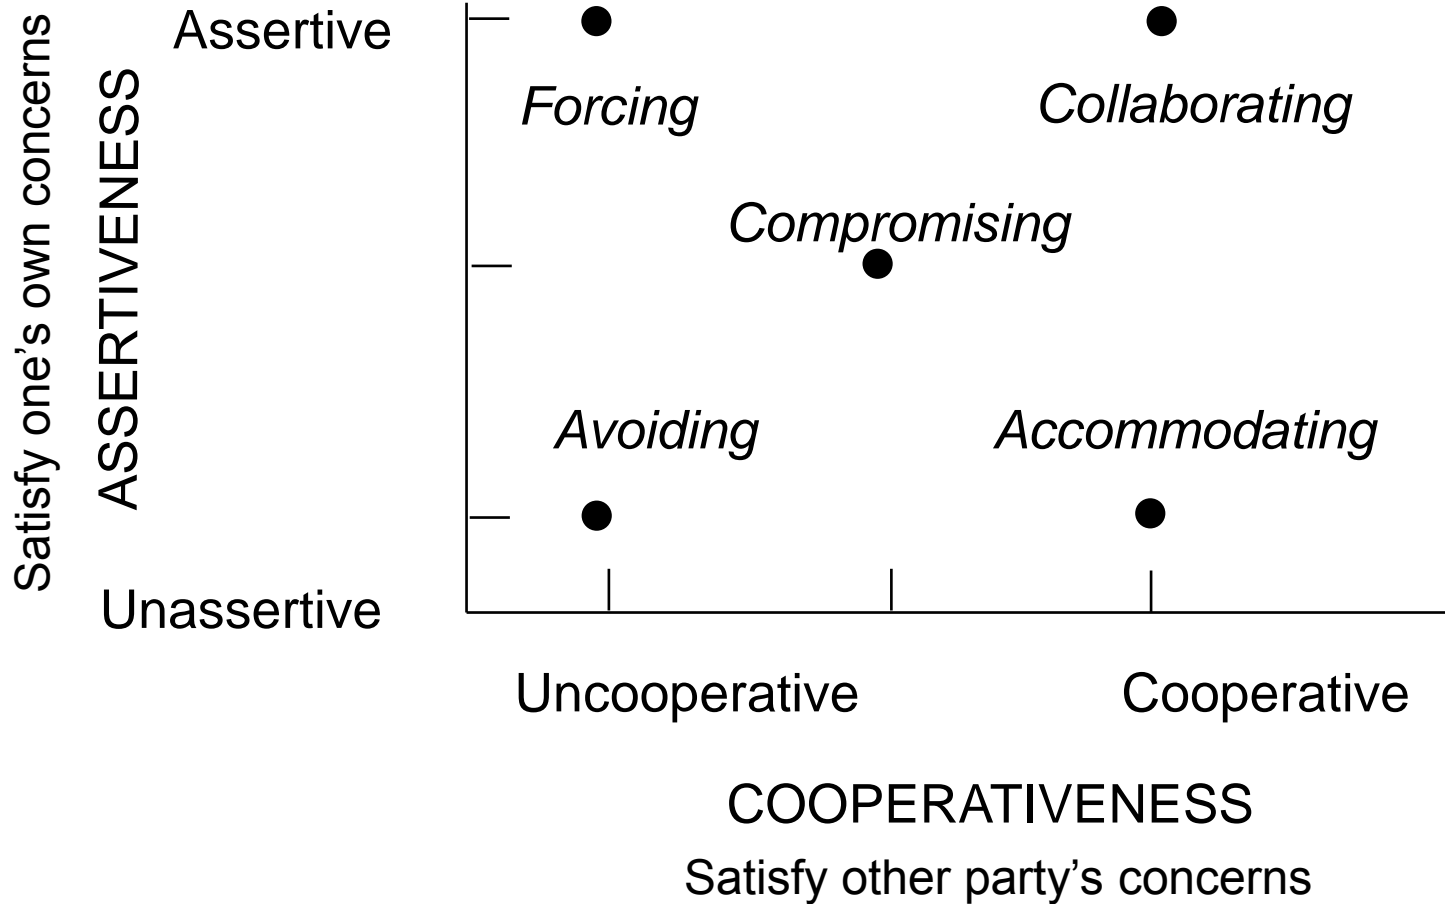 Satisfy one’s own concerns
ASSERTIVENESS
Assertive
Forcing
Collaborating
Compromising
Avoiding
Accommodating
Unassertive
Uncooperative
Cooperative
COOPERATIVENESS
Satisfy other party’s concerns